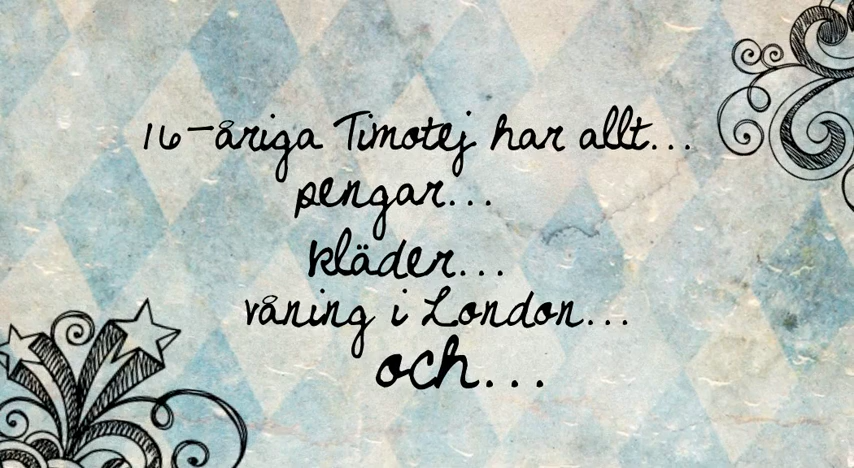 16-åriga Timotej har allt...
pengar...
kläder...
våning i London...
och...